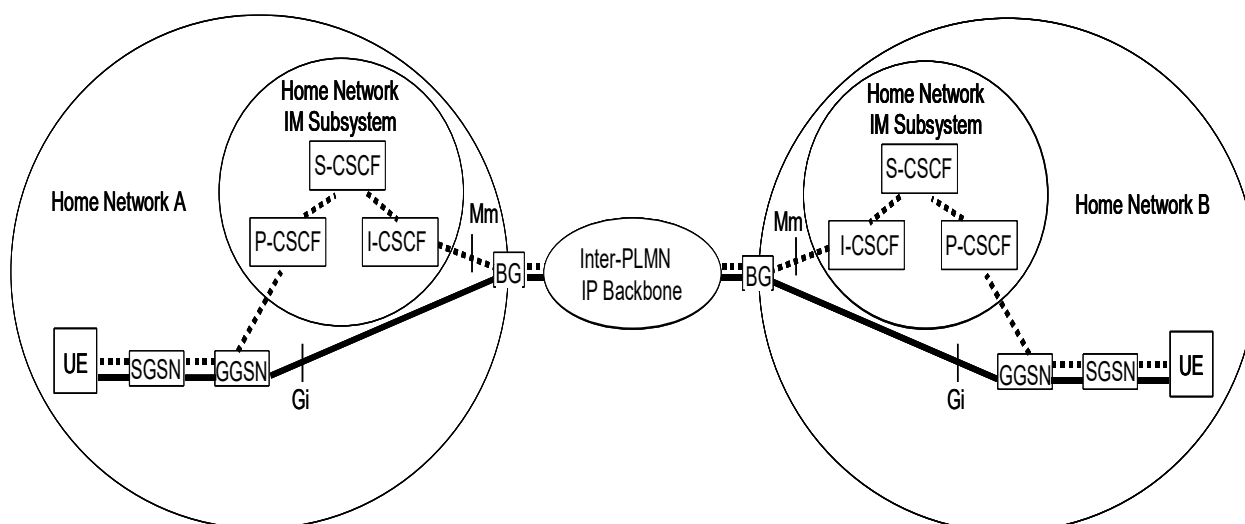 Home Network
IM Subsystem
S-CSCF
Home Network A
P-CSCF
I-CSCF
Mm
BG
UE
SGSN
GGSN
Gi
Inter-PLMN
IP Backbone
Home Network
IM Subsystem
S-CSCF
Home Network B
Mm
I-CSCF
P-CSCF
BG
Gi
GGSN
SGSN
UE